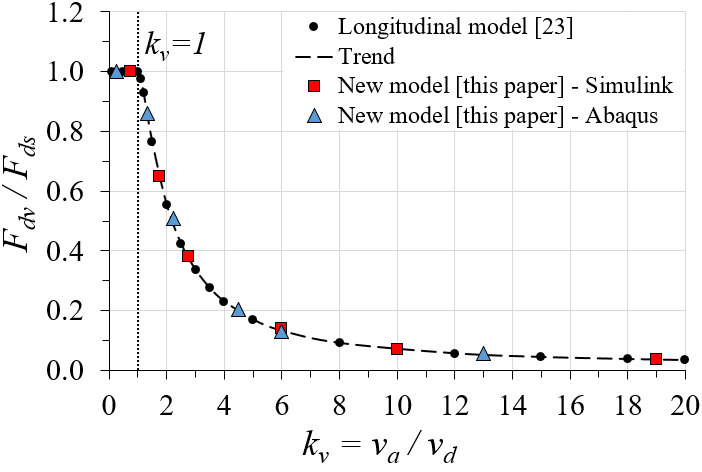 1.2
1.0
0.8
0.6
0.4
0.2
0.0
F_dv / F_ds
k_v=1
Longitudinal model [23]
Trend
New model [this paper] - Simulink
New model [this paper] - Abaqus
0 2 4 6 8 10 12 14 16 18 20
k_v = v_a / v_d